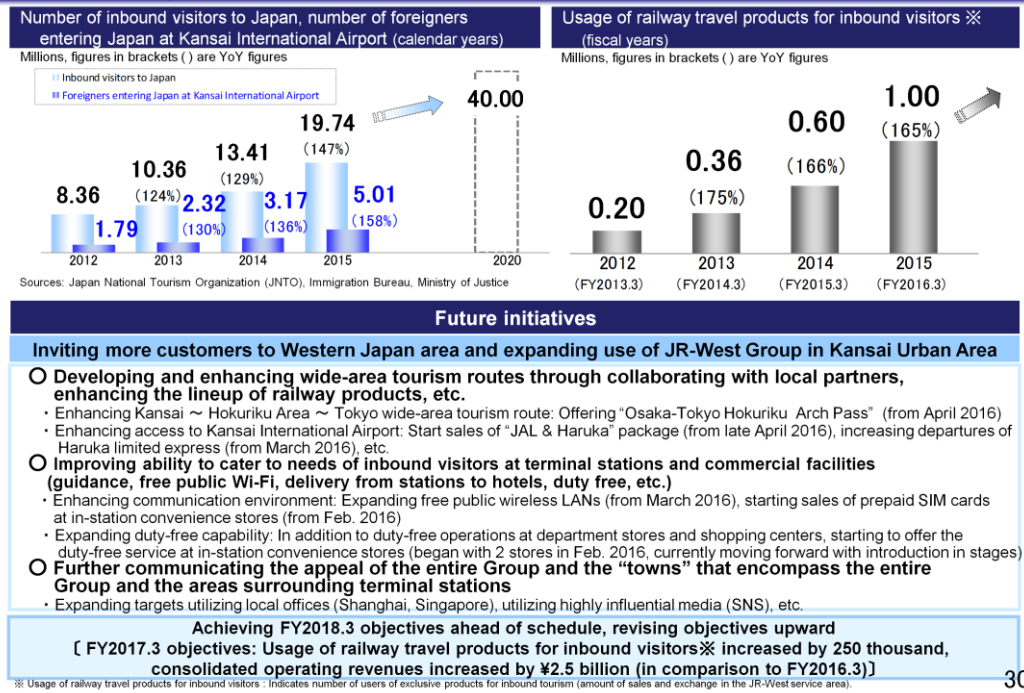 Number of inbound visitors to Japan, number of foreigners
entering Japan at Kansai International Airport (calendar years)
Millions, figures in brackets ( ) are YoY figures
Inbound visitors to Japan
Foreigners entering Japan at Kansai International Airport
8.36
1.79
10.36
(124%)
2.32
(130%)
13.41
(129%)
3.17
(136%)
19.74
(147%)
5.01
(158%)
40.00
2012 2013 2014 2015 2020
Sources: Japan National Tourism Organization (JNTO), Immigration Bureau, Ministry of Justice
Usage of railway travel products for inbound visitors ※
(fiscal years)
Millions, figures in brackets ( ) are YoY figures
0.20
0.36
(175%)
0.60
(166%)
1.00
(165%)
2012 2013 2014 2015
(FY2013.3) (FY2014.3) (FY2015.3) (FY2016.3)
Future initiatives
Inviting more customers to Western Japan area and expanding use of JR-West Group in Kansai Urban Area
○ Developing and enhancing wide-area tourism routes through collaborating with local partners,
enhancing the lineup of railway products, etc.
・Enhancing Kansai ～ Hokuriku Area ～ Tokyo wide-area tourism route: Offering “Osaka-Tokyo Hokuriku Arch Pass” (from April 2016)
・Enhancing access to Kansai International Airport: Start sales of “JAL & Haruka” package (from late April 2016), increasing departures of
Haruka limited express (from March 2016), etc.
○ Improving ability to cater to needs of inbound visitors at terminal stations and commercial facilities
(guidance, free public Wi-Fi, delivery from stations to hotels, duty free, etc.)
・Enhancing communication environment: Expanding free public wireless LANs (from March 2016), starting sales of prepaid SIM cards
at in-station convenience stores (from Feb. 2016)
・Expanding duty-free capability: In addition to duty-free operations at department stores and shopping centers, starting to offer the
duty-free service at in-station convenience stores (began with 2 stores in Feb. 2016, currently moving forward with introduction in stages)
○ Further communicating the appeal of the entire Group and the “towns” that encompass the entire
Group and the areas surrounding terminal stations
・Expanding targets utilizing local offices (Shanghai, Singapore), utilizing highly influential media (SNS), etc.
Achieving FY2018.3 objectives ahead of schedule, revising objectives upward
〔 FY2017.3 objectives: Usage of railway travel products for inbound visitors※ increased by 250 thousand,
consolidated operating revenues increased by ¥2.5 billion (in comparison to FY2016.3)〕
※ Usage of railway travel products for inbound visitors : Indicates number of users of exclusive products for inbound tourism (amount of sales and exchange in the JR-West service area).